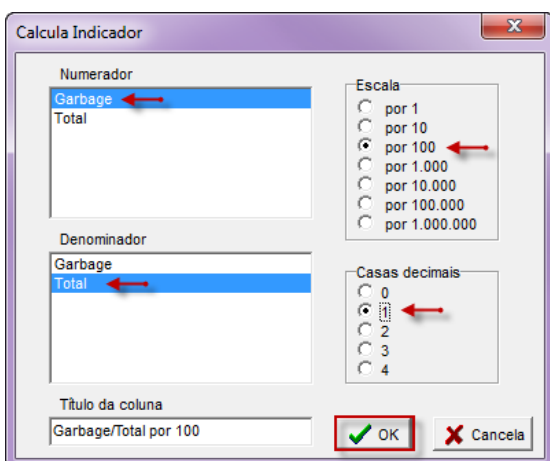 Calcula Indicador
Numerador
Garbage
Total
Denominador
Garbage
Total
Título da coluna
Garbage/Total por 100
Escala
por 1
por 10
por 100
por 1.000
por 10.000
por 100.000
por 1.000.000
Casas decimais
0
1
2
3
4
OK
Cancela